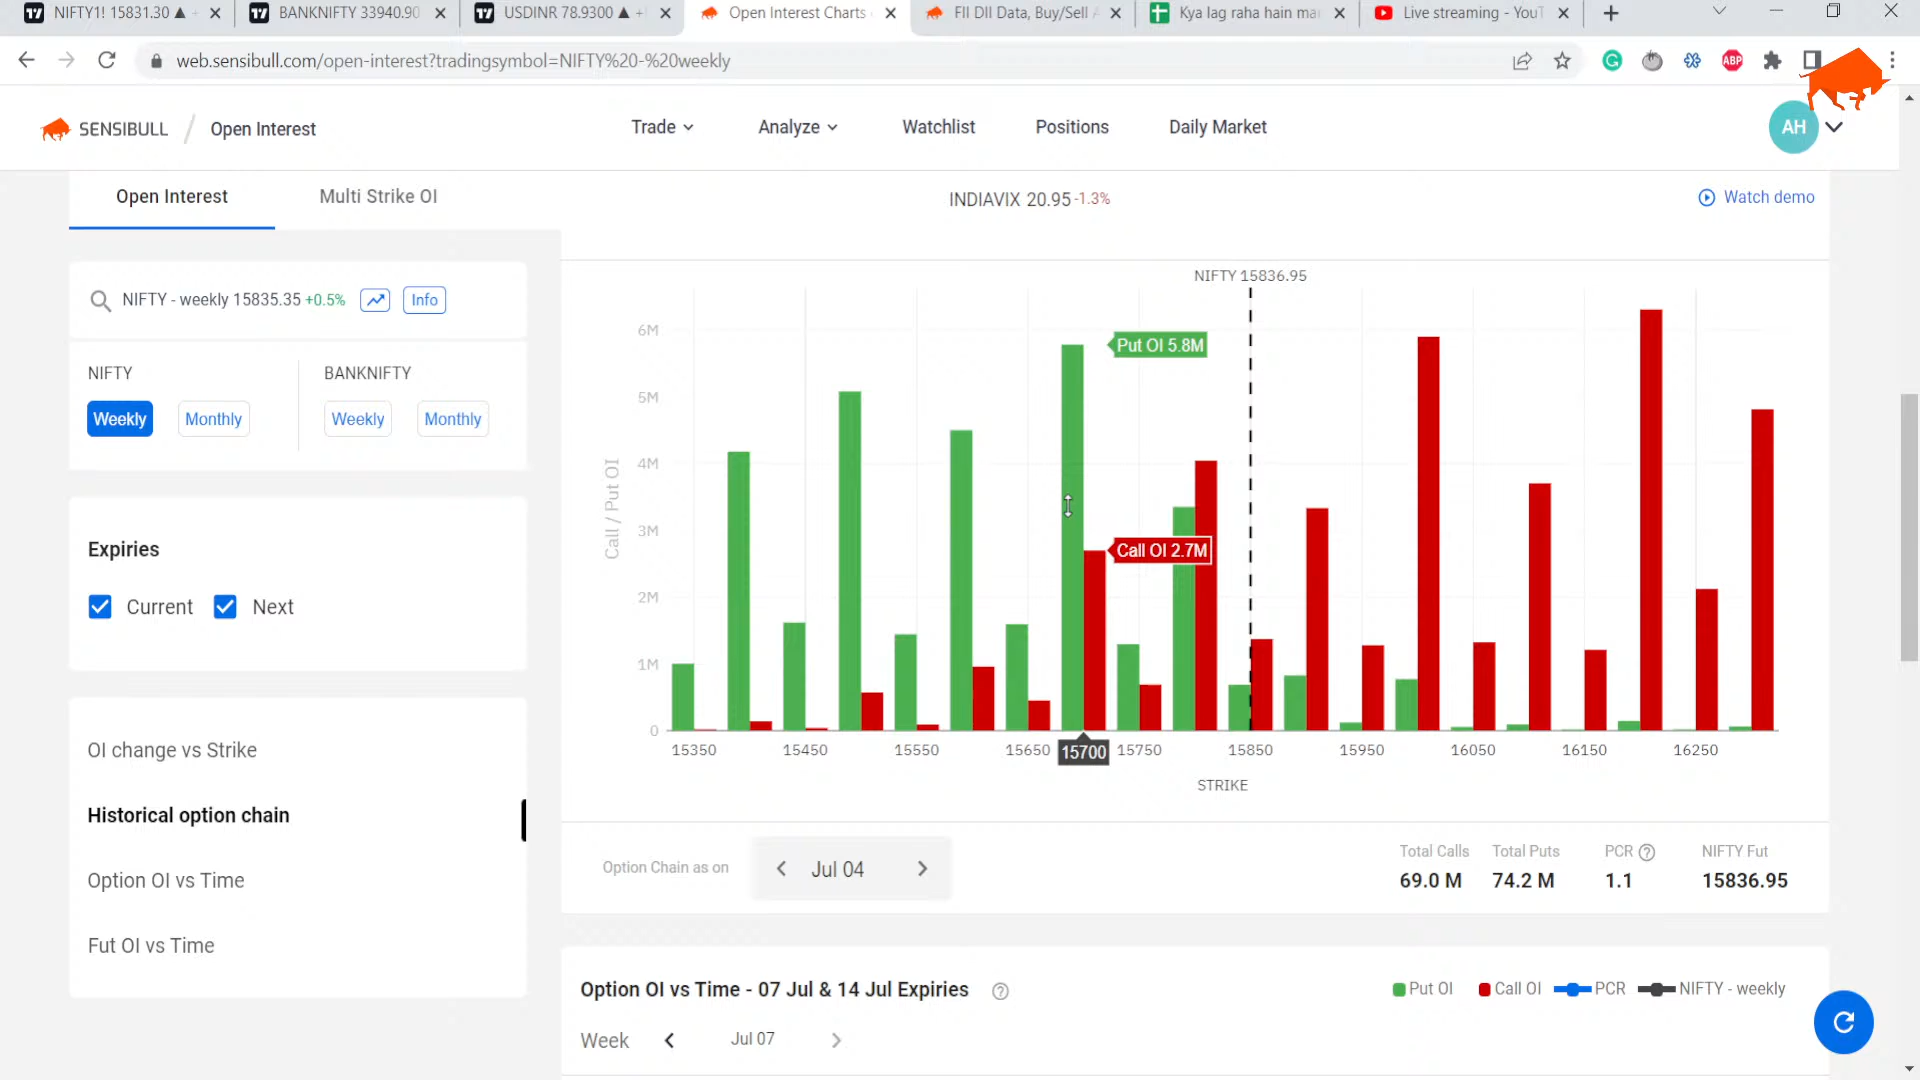 NIFTY1! 15831.30 ▲ BANKNIFTY 33940.90 USDINR 78.9300 ▲ Open Interest Charts FII DII Data, Buy/Sell Kya lag raha hain Live streaming - YouT
web.sensibull.com/open-interest?tradingsymbol=NIFTY%20-%20weekly
ABP
SENSIBULL / Open Interest Trade Analyze Watchlist Positions Daily Market AH
Open Interest Multi Strike OI INDIAVIX 20.95 -1.3% Watch demo
NIFTY 15836.95
NIFTY - weekly 15835.35 +0.5% Info
NIFTY BANKNIFTY
Weekly Monthly Weekly Monthly
Expiries
Current Next
OI change vs Strike
Historical option chain
Option OI vs Time
Fut OI vs Time
Call / Put OI
6M
5M
4M
3M
2M
1M
0
Put OI 5.8M
Call OI 2.7M
15350 15450 15550 15650 15700 15750 15850 15950 16050 16150 16250
STRIKE
Option Chain as on Jul 04
Total Calls Total Puts PCR NIFTY Fut
69.0 M 74.2 M 1.1 15836.95
Option OI vs Time - 07 Jul & 14 Jul Expiries
Put OI Call OI PCR NIFTY - weekly
Week Jul 07